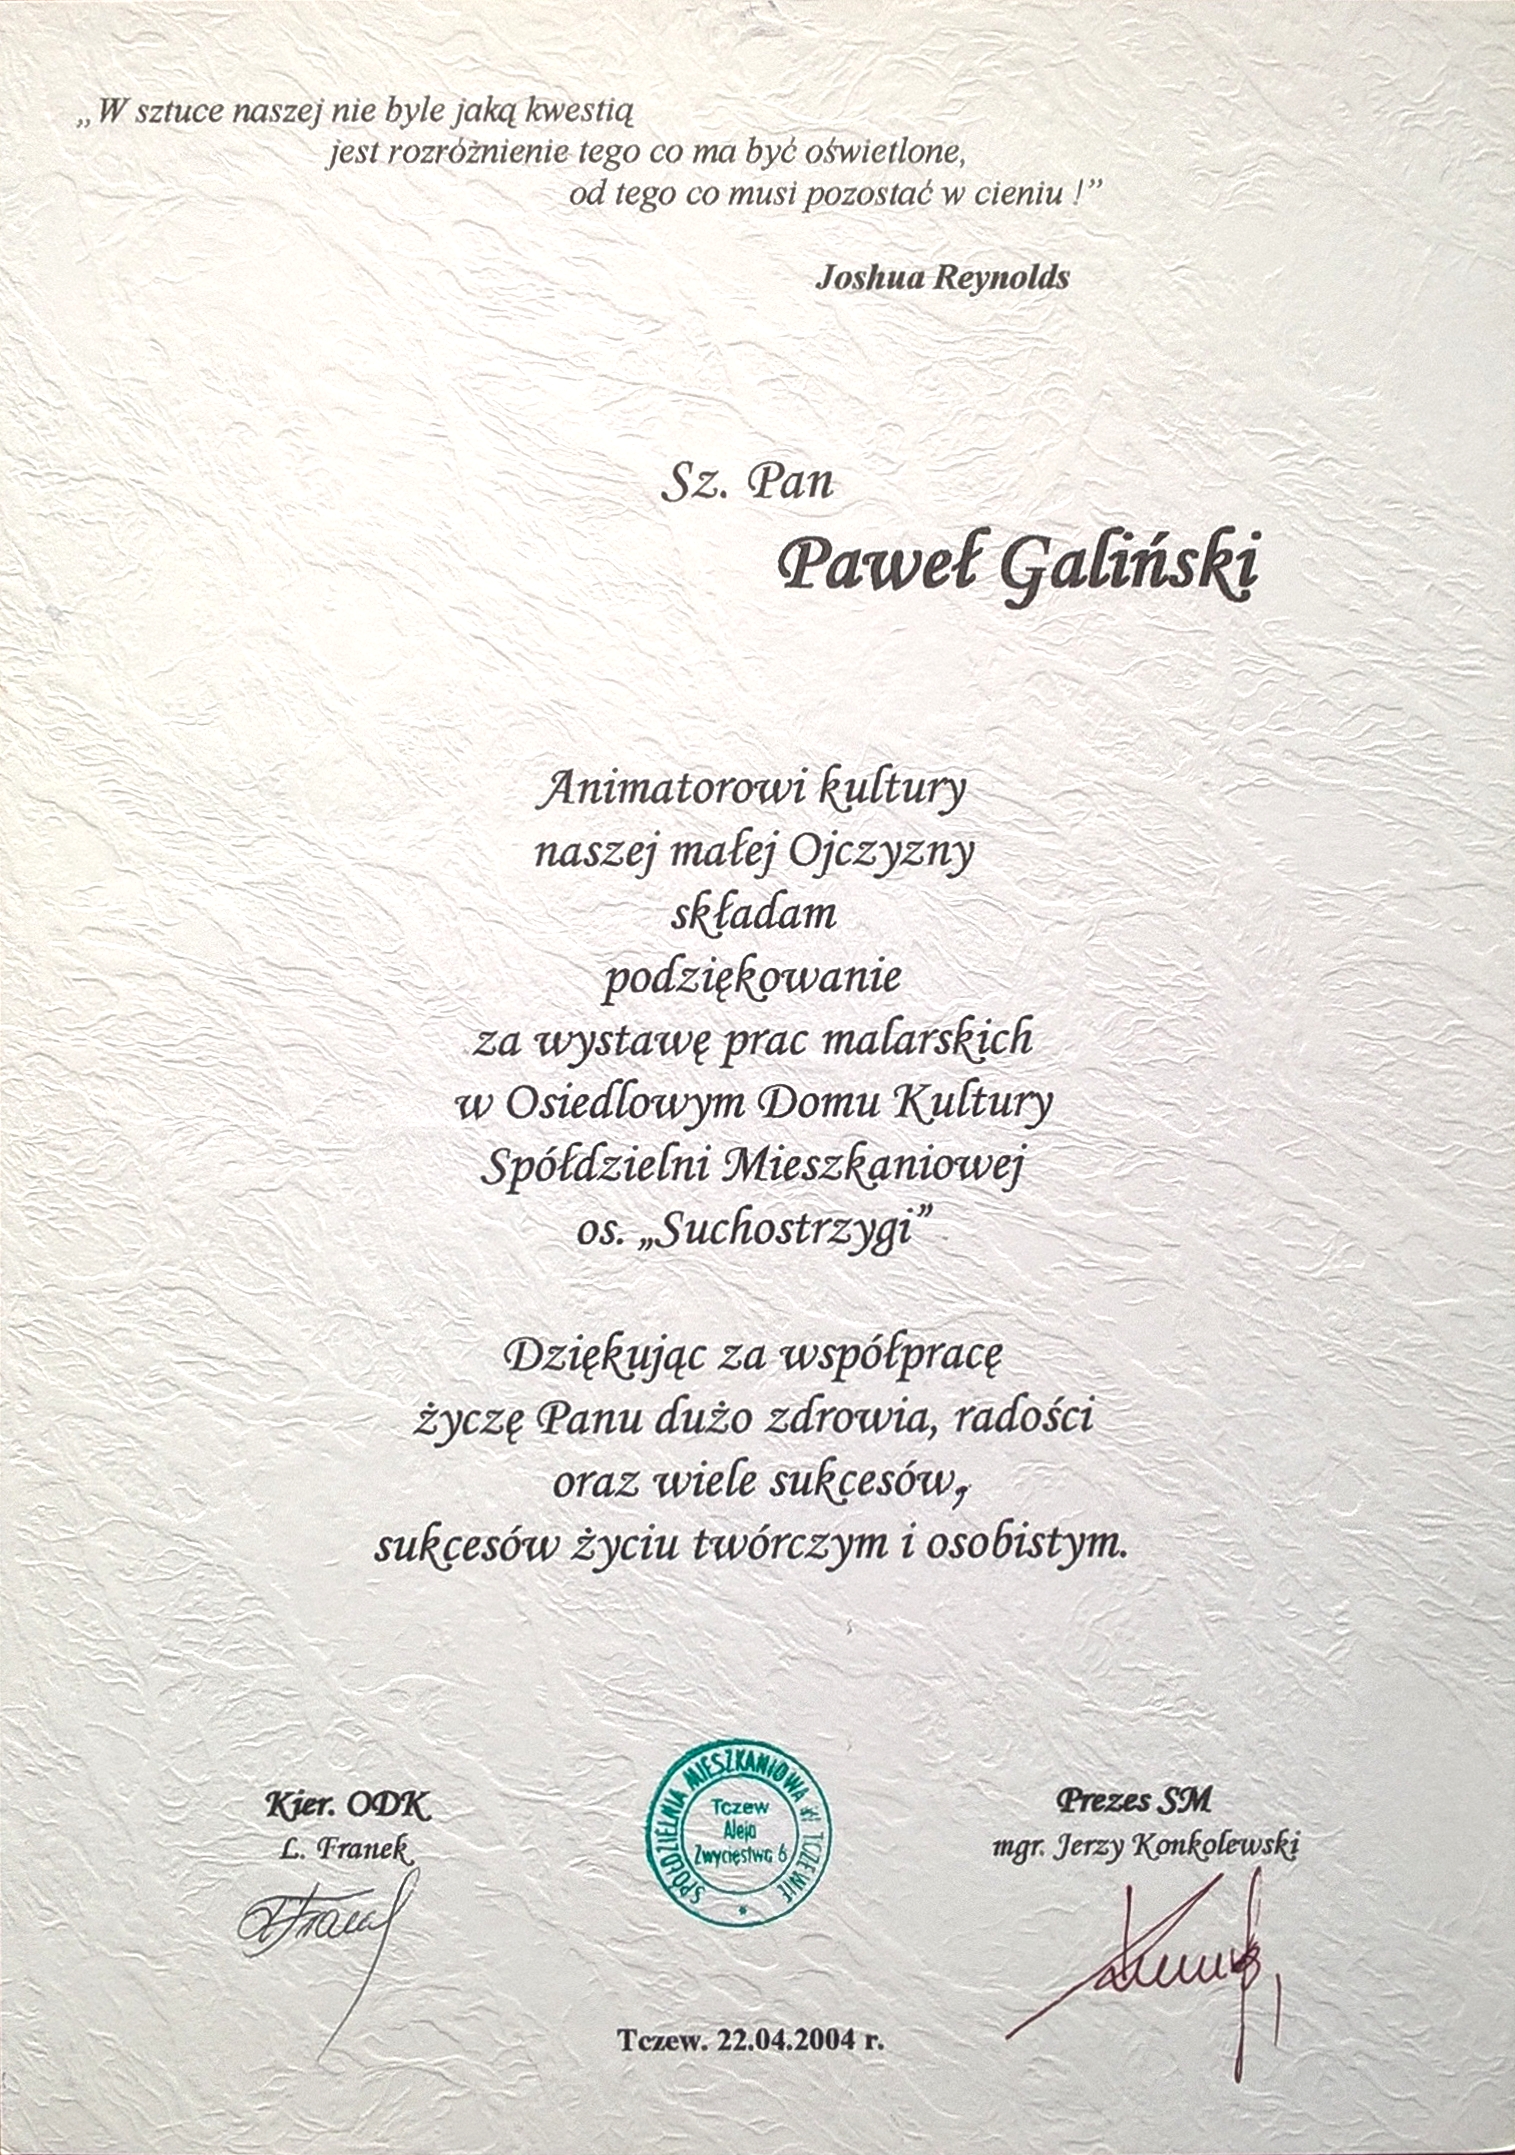 „W sztuce naszej nie byle jaką kwestią
jest rozróżnienie tego co ma być oświetlone,
od tego co musi pozostać w cieniu !”
Joshua Reynolds
Sz. Pan
Paweł Galiński
Animatorowi kultury
naszej małej Ojczyzny
składam
podziękowanie
za wystawę prac malarskich
w Osiedlowym Domu Kultury
Spółdzielni Mieszkaniowej
os. „Suchostrzygi”
Dziękując za współpracę
życzę Panu dużo zdrowia, radości
oraz wiele sukcesów,
sukcesów życiu twórczym i osobistym.
Kier. ODK
L. Franek
SPÓŁDZIELNIA MIESZKANIOWA W TCZEWIE
Tczew
Aleja
Zwycięstwa 6
*
Prezes SM
mgr. Jerzy Konkolewski
Tczew. 22.04.2004 r.